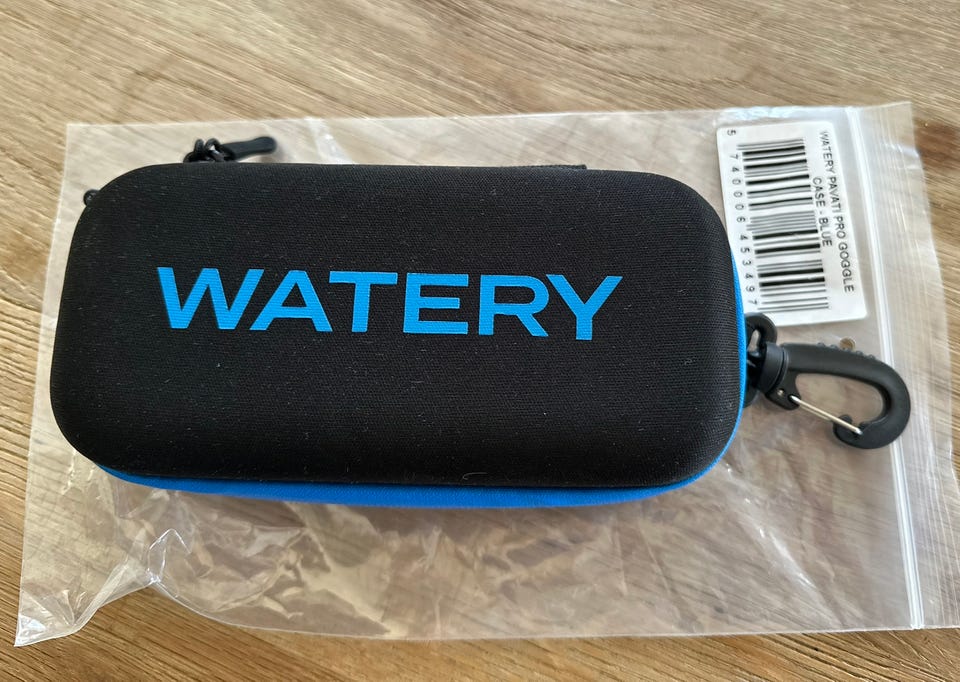 WATERY
WATERY PAVATI PRO GOGGLE
CASE - BLUE
5 740006 453497